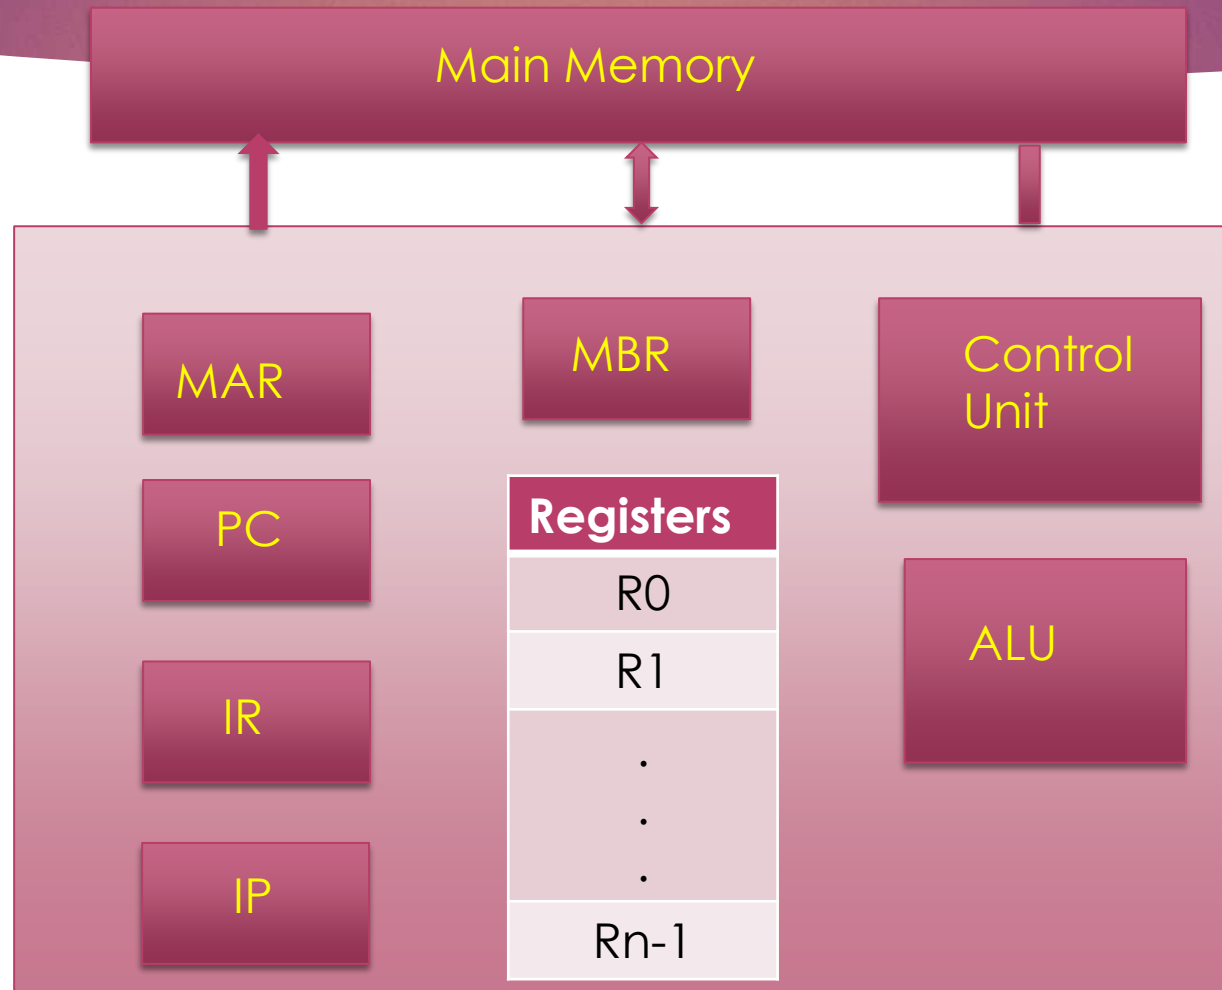 Main Memory
MAR
MBR
Control
Unit
PC
Registers
R0
R1
.
.
.
Rn-1
IR
IP
ALU